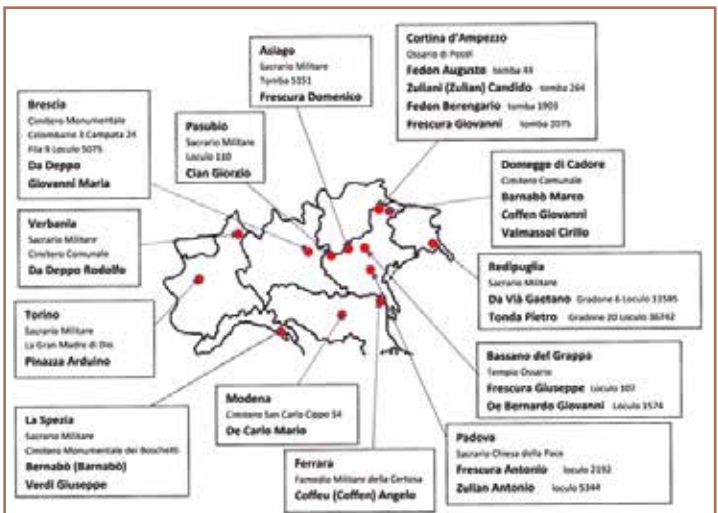 Asiago
Sacrario Militare
Tomba 5151
Frescura Domenico
Cortina d'Ampezzo
Ossario di Pocol
Fedon Augusto tomba 44
Zuliani (Zulian) Candido tomba 264
Fedon Berengario tomba 1903
Frescura Giovanni tomba 2075
Brescia
Cimitero Monumentale
Colombario 3 Campata 24
Fila 9 Loculo 5075
Da Deppo
Giovanni Maria
Pasubio
Sacrario Militare
Loculo 110
Cian Giorgio
Domegge di Cadore
Cimitero Comunale
Barnabò Marco
Coffen Giovanni
Valmassoi Cirillo
Verbania
Sacrario Militare
Cimitero Comunale
Da Deppo Rodolfo
Redipuglia
Sacrario Militare
Da Vià Gaetano Gradone 6 Loculo
Tonda Pietro Gradone 20 Loculo 36742
Torino
Sacrario Militare
La Gran Madre di Dio
Pinazza Arduino
Bassano del Grappa
Tempio Ossario
Frescura Giuseppe Loculo 107
De Bernardo Giovanni Loculo 1574
Modena
Cimitero San Carlo Cippo 54
De Carlo Mario
La Spezia
Sacrario Militare
Cimitero Monumentale dei Boschetti
Bernabò (Barnabò)
Verdi Giuseppe
Ferrara
Famedio Militare della Certosa
Coffeu (Coffen) Angelo
Padova
Sacrario Chiesa della Pace
Frescura Antonio loculo 2192
Zulian Antonio loculo 5344